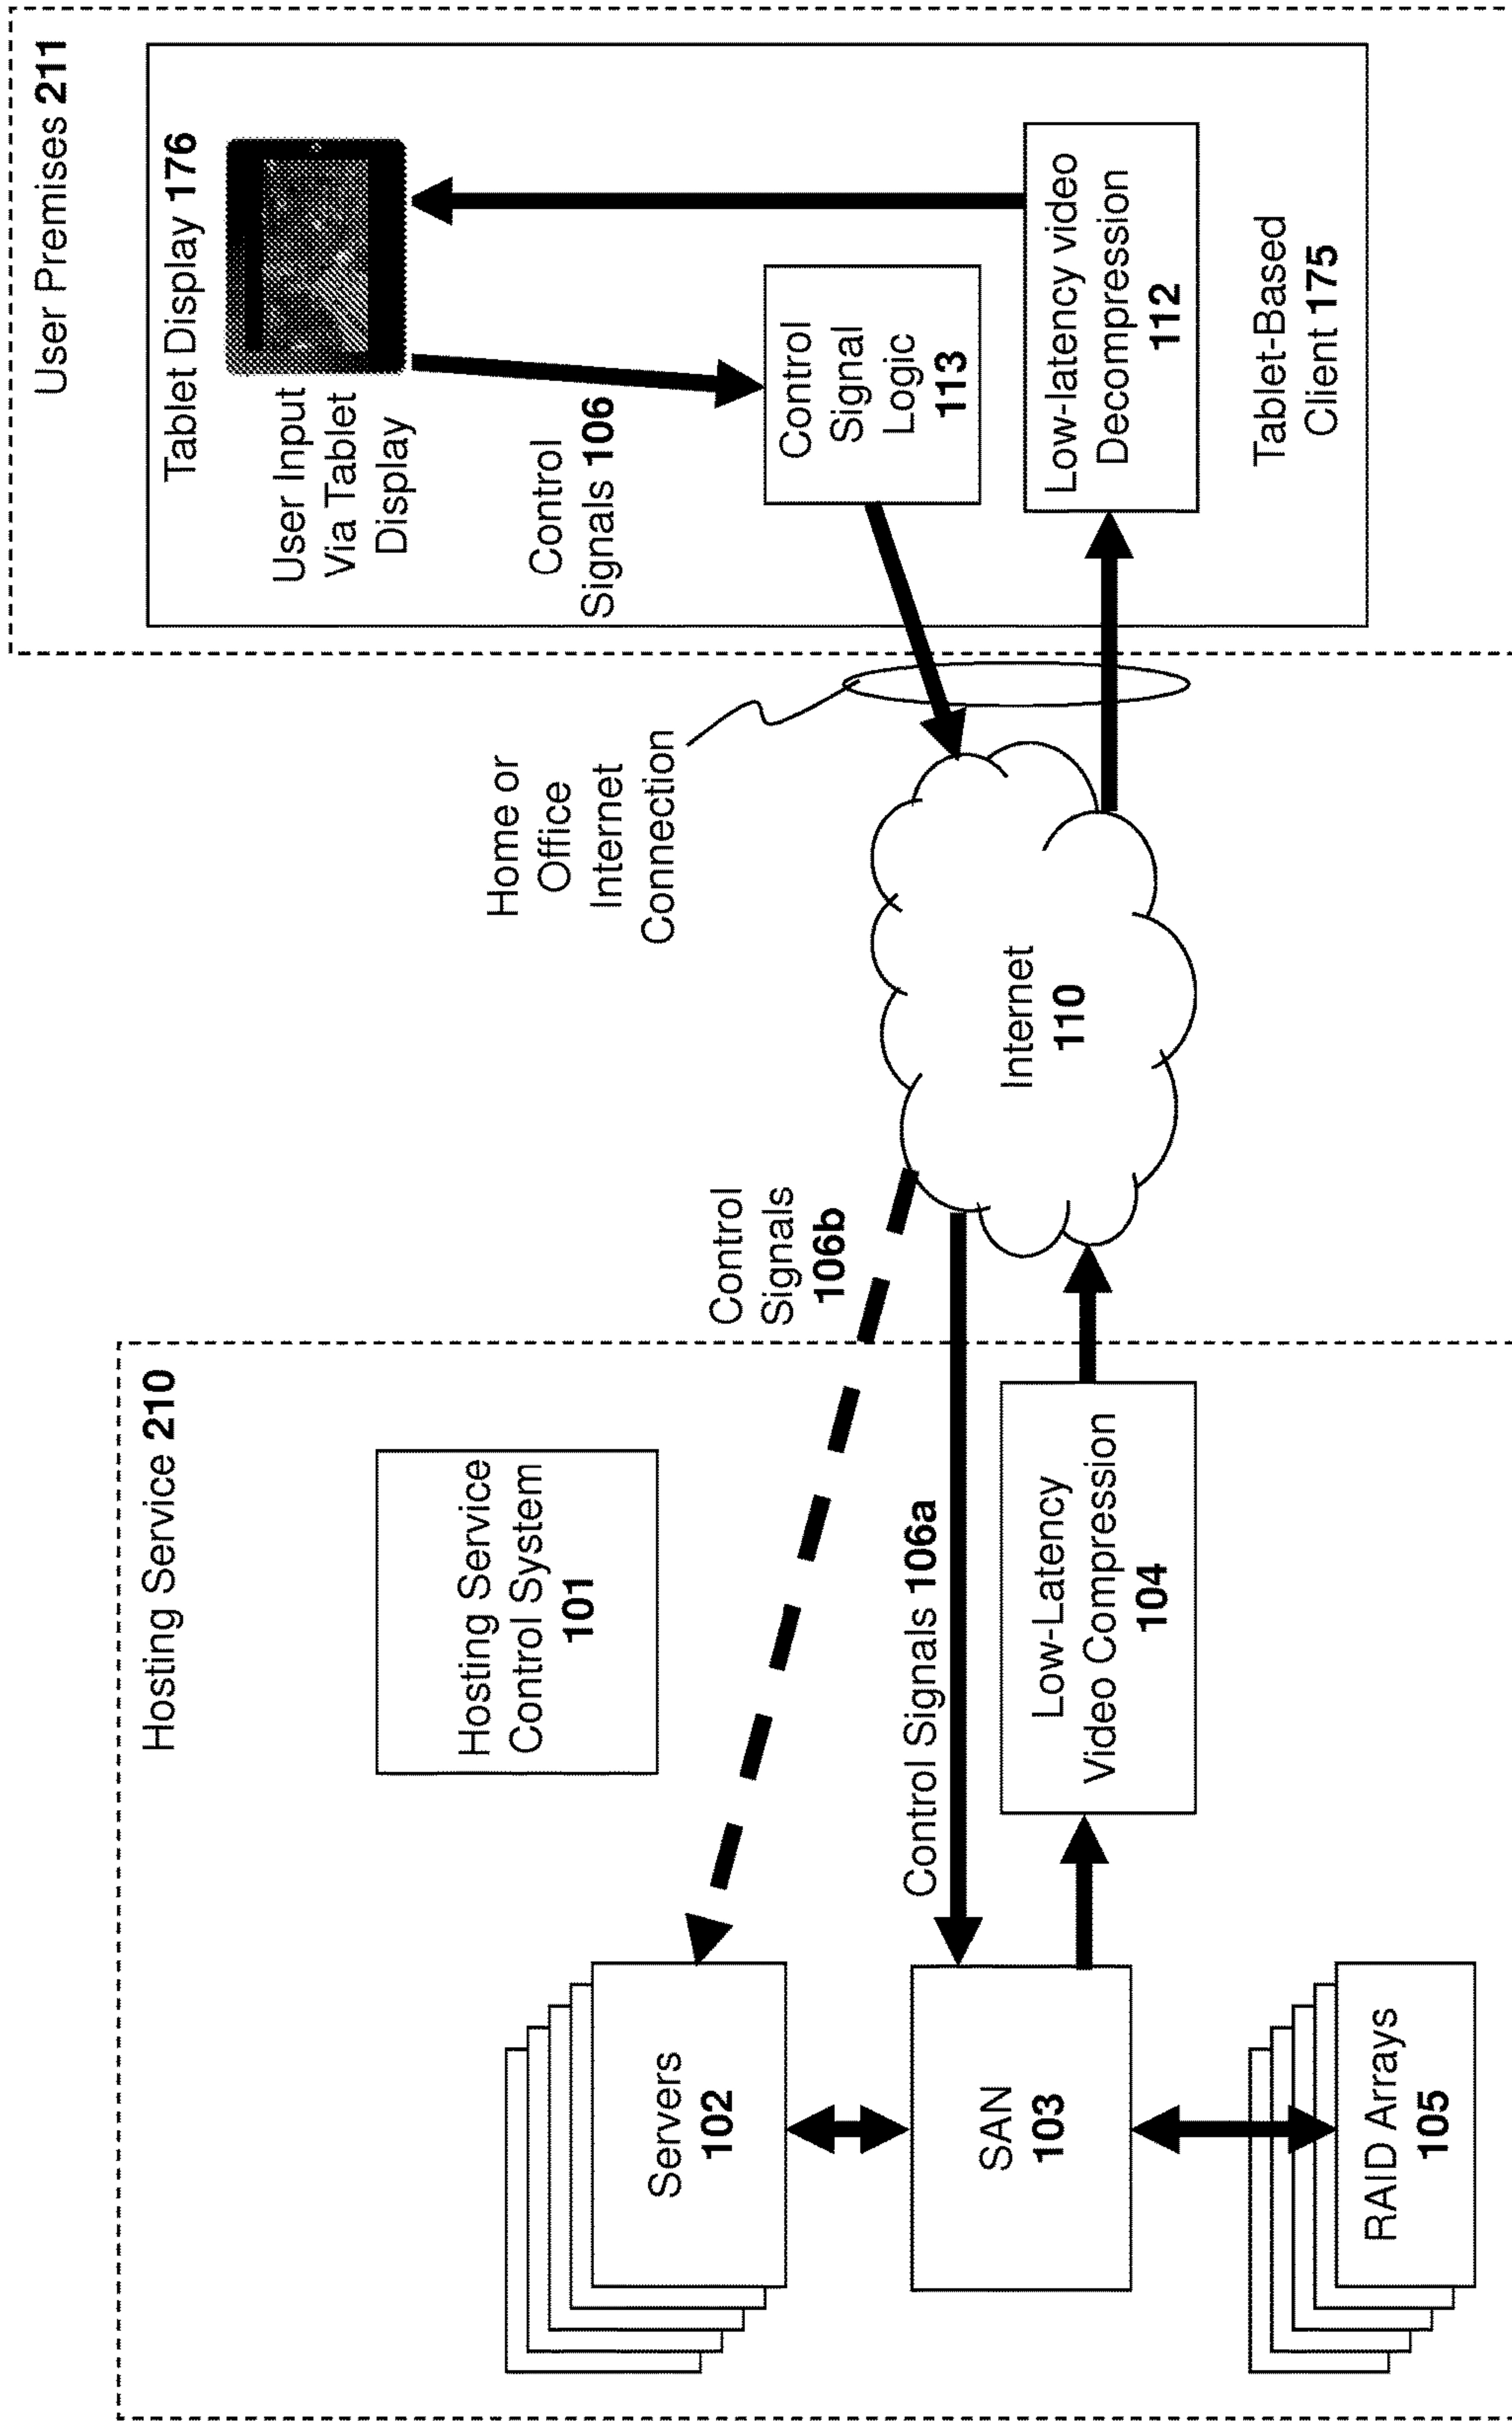 Hosting Service 210
Hosting Service
Control System
101
Servers
102
SAN
103
RAID Arrays
105
Control Signals 106a
Low-Latency
Video Compression
104
Control
Signals
106b
Internet
110
Home or
Office
Internet
Connection
User Premises 211
Tablet Display 176
User Input
Via Tablet
Display
Control
Signals 106
Control
Signal
Logic
113
Low-latency video
Decompression
112
Tablet-Based
Client 175